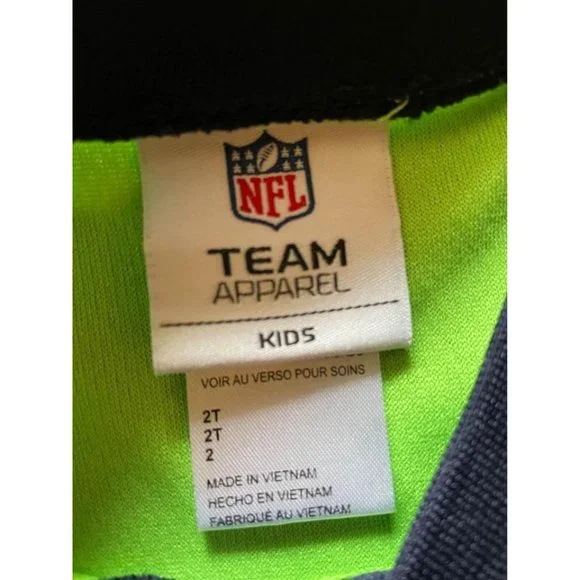 NFL
TEAM
APPAREL
KIDS
VOIR AU VERSO POUR SOINS
2T
2T
2
MADE IN VIETNAM
HECHO EN VIETNAM
FABRIQUÉ AU VIETNAM